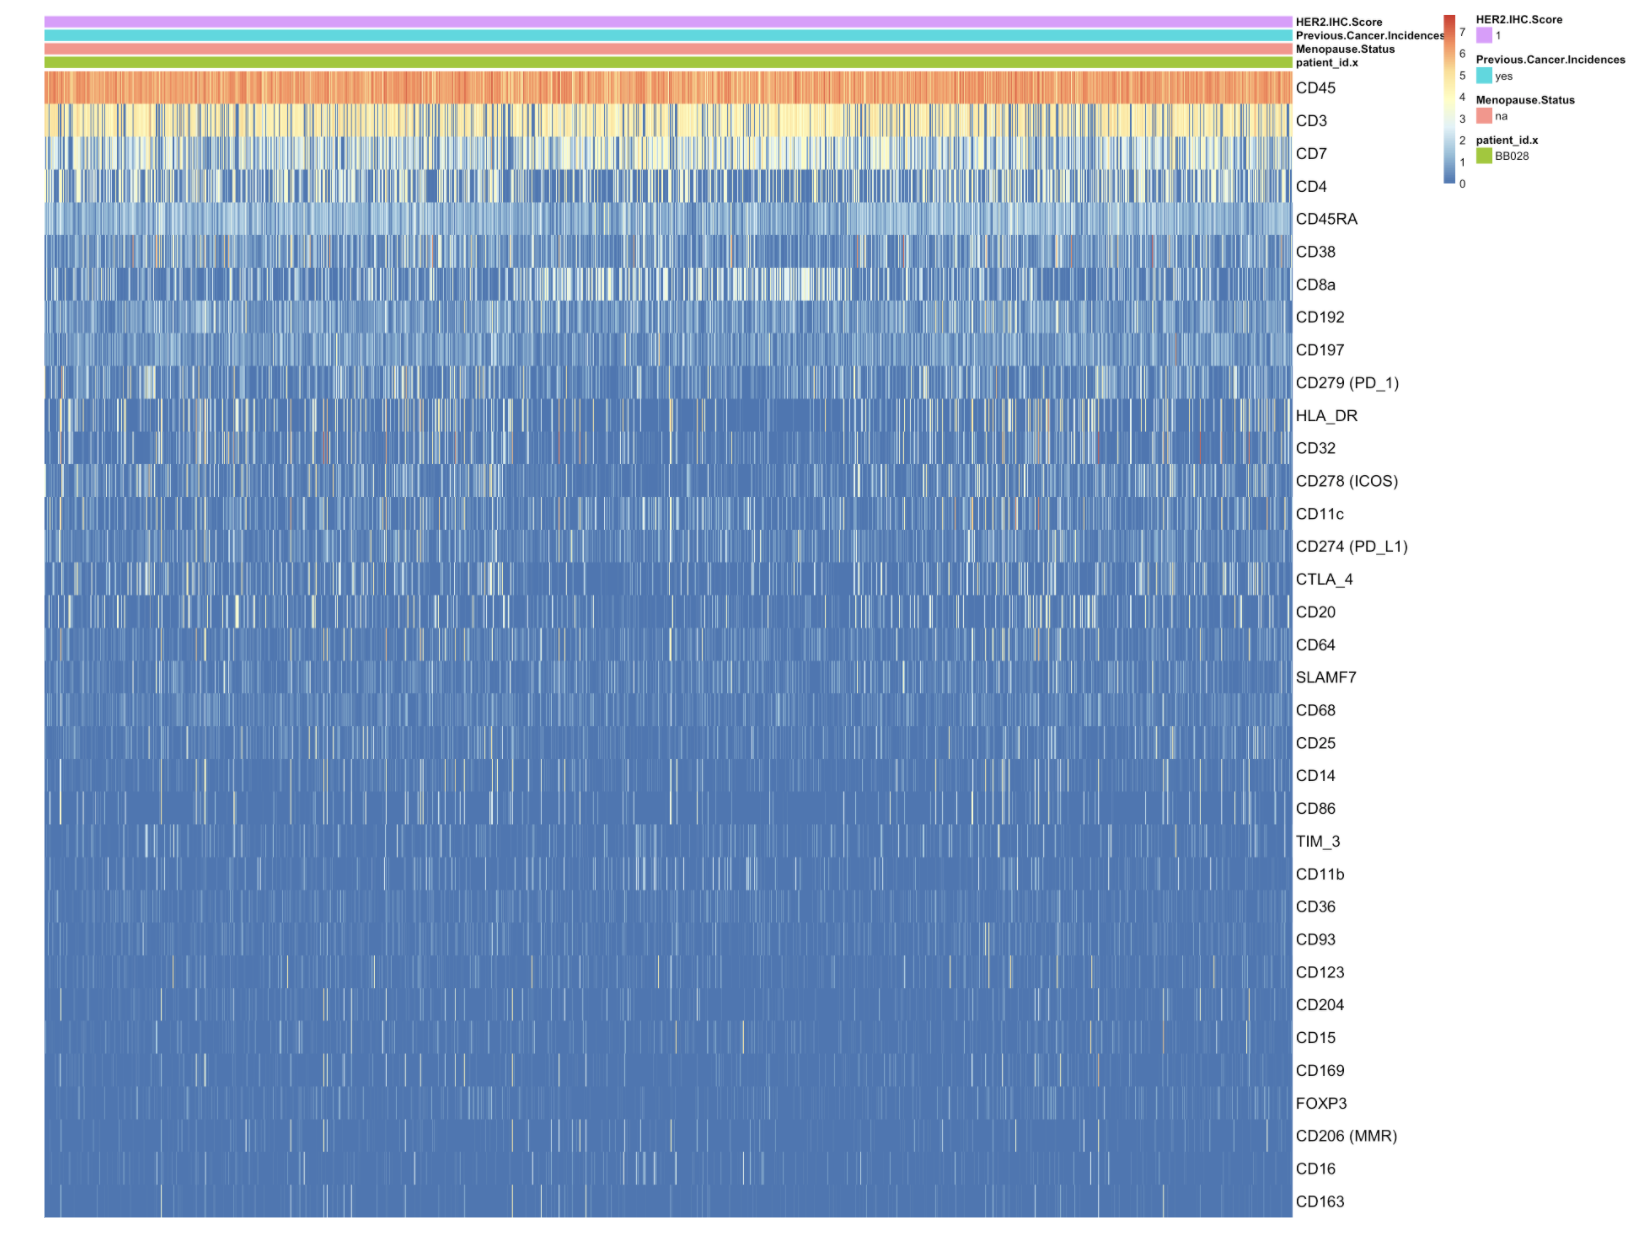 HER2.IHC.Score
Previous.Cancer.Incidences
Menopause.Status
patient_id.x
CD45
CD3
CD7
CD4
CD45RA
CD38
CD8a
CD192
CD197
CD279 (PD_1)
HLA_DR
CD32
CD278 (ICOS)
CD11c
CD274 (PD_L1)
CTLA_4
CD20
CD64
SLAMF7
CD68
CD25
CD14
CD86
TIM_3
CD11b
CD36
CD93
CD123
CD204
CD15
CD169
FOXP3
CD206 (MMR)
CD16
CD163
7
6
5
4
3
2
1
0
HER2.IHC.Score
1
Previous.Cancer.Incidences
yes
Menopause.Status
na
patient_id.x
BB028